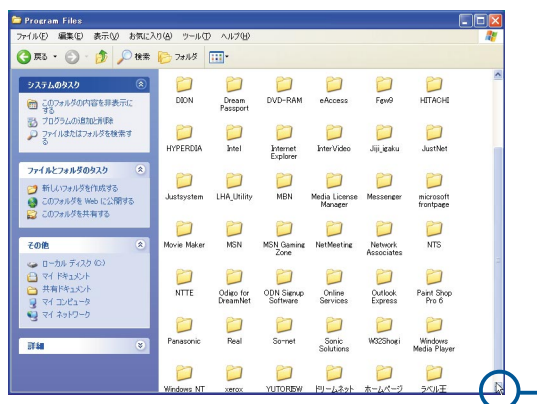 Program Files
ファイル(F) 編集(E) 表示(V) お気に入り(A) ツール(T) ヘルプ(H)
戻る 検索 フォルダ
システムのタスク
このフォルダの内容を非表示に
する
プログラムの追加と削除
ファイルまたはフォルダを検索す
る
ファイルとフォルダのタスク
新しいフォルダを作成する
このフォルダを Web に公開する
このフォルダを共有する
その他
ローカル ディスク (C)
マイ ドキュメント
共有ドキュメント
マイ コンピュータ
マイ ネットワーク
詳細
DION Dream DVD-RAM eAccess Fgw9 HITACHI
Passport
HYPERDIA Intel Internet InterVideo Jiji_igaku JustNet
Explorer
Justsystem LHA_Utility MBN Media License Messenger microsoft
Manager frontpage
Movie Maker MSN MSN Gaming NetMeeting Network NTS
Zone Associates
NTTE Odigo for ODN Signup Online Outlook Paint Shop
DreamNet Software Services Express Pro 6
Panasonic Real So-net Sonic W32Shogi Windows
Solutions Media Player
Windows NT xerox YUTORISW ドリームネット ホームページ ラベル王